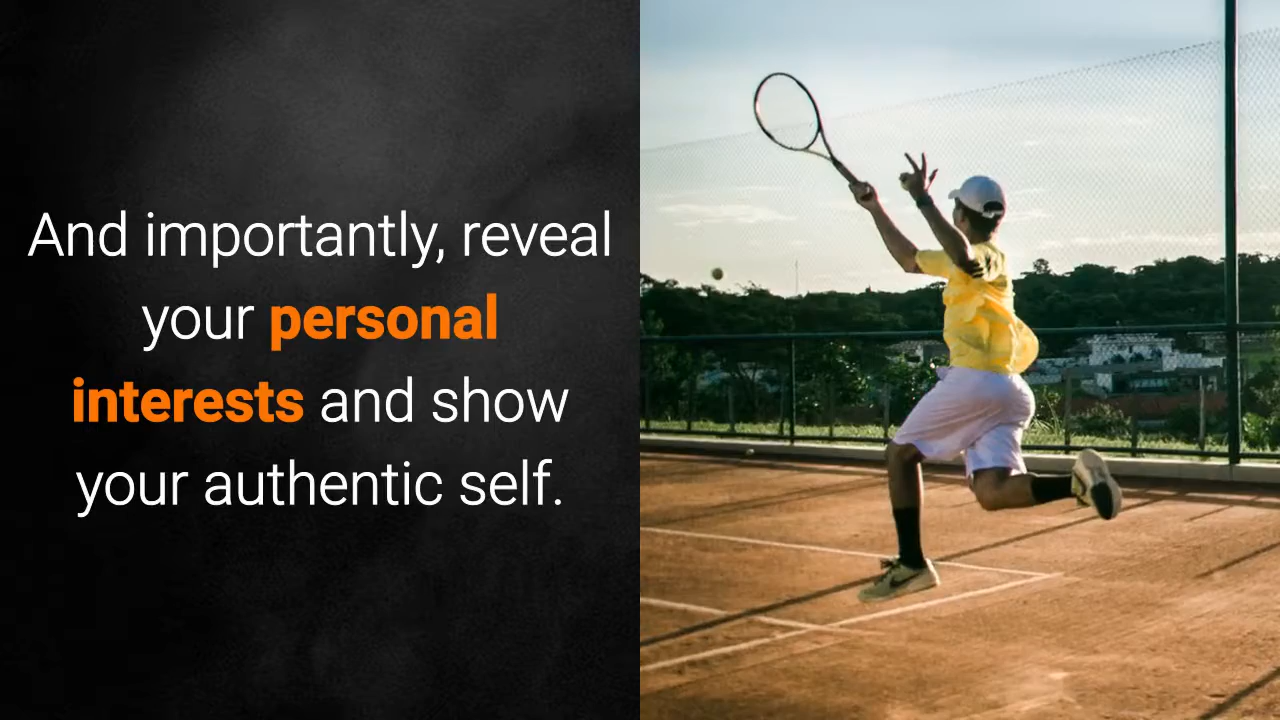 And importantly, reveal
your personal
interests and show
your authentic self.